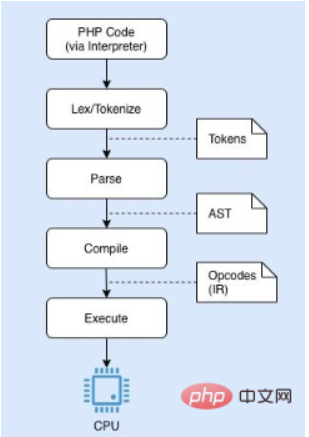 PHP Code
(via Interpreter)
Lex/Tokenize
Tokens
Parse
AST
Compile
Opcodes
(IR)
Execute
CPU
php 中文网